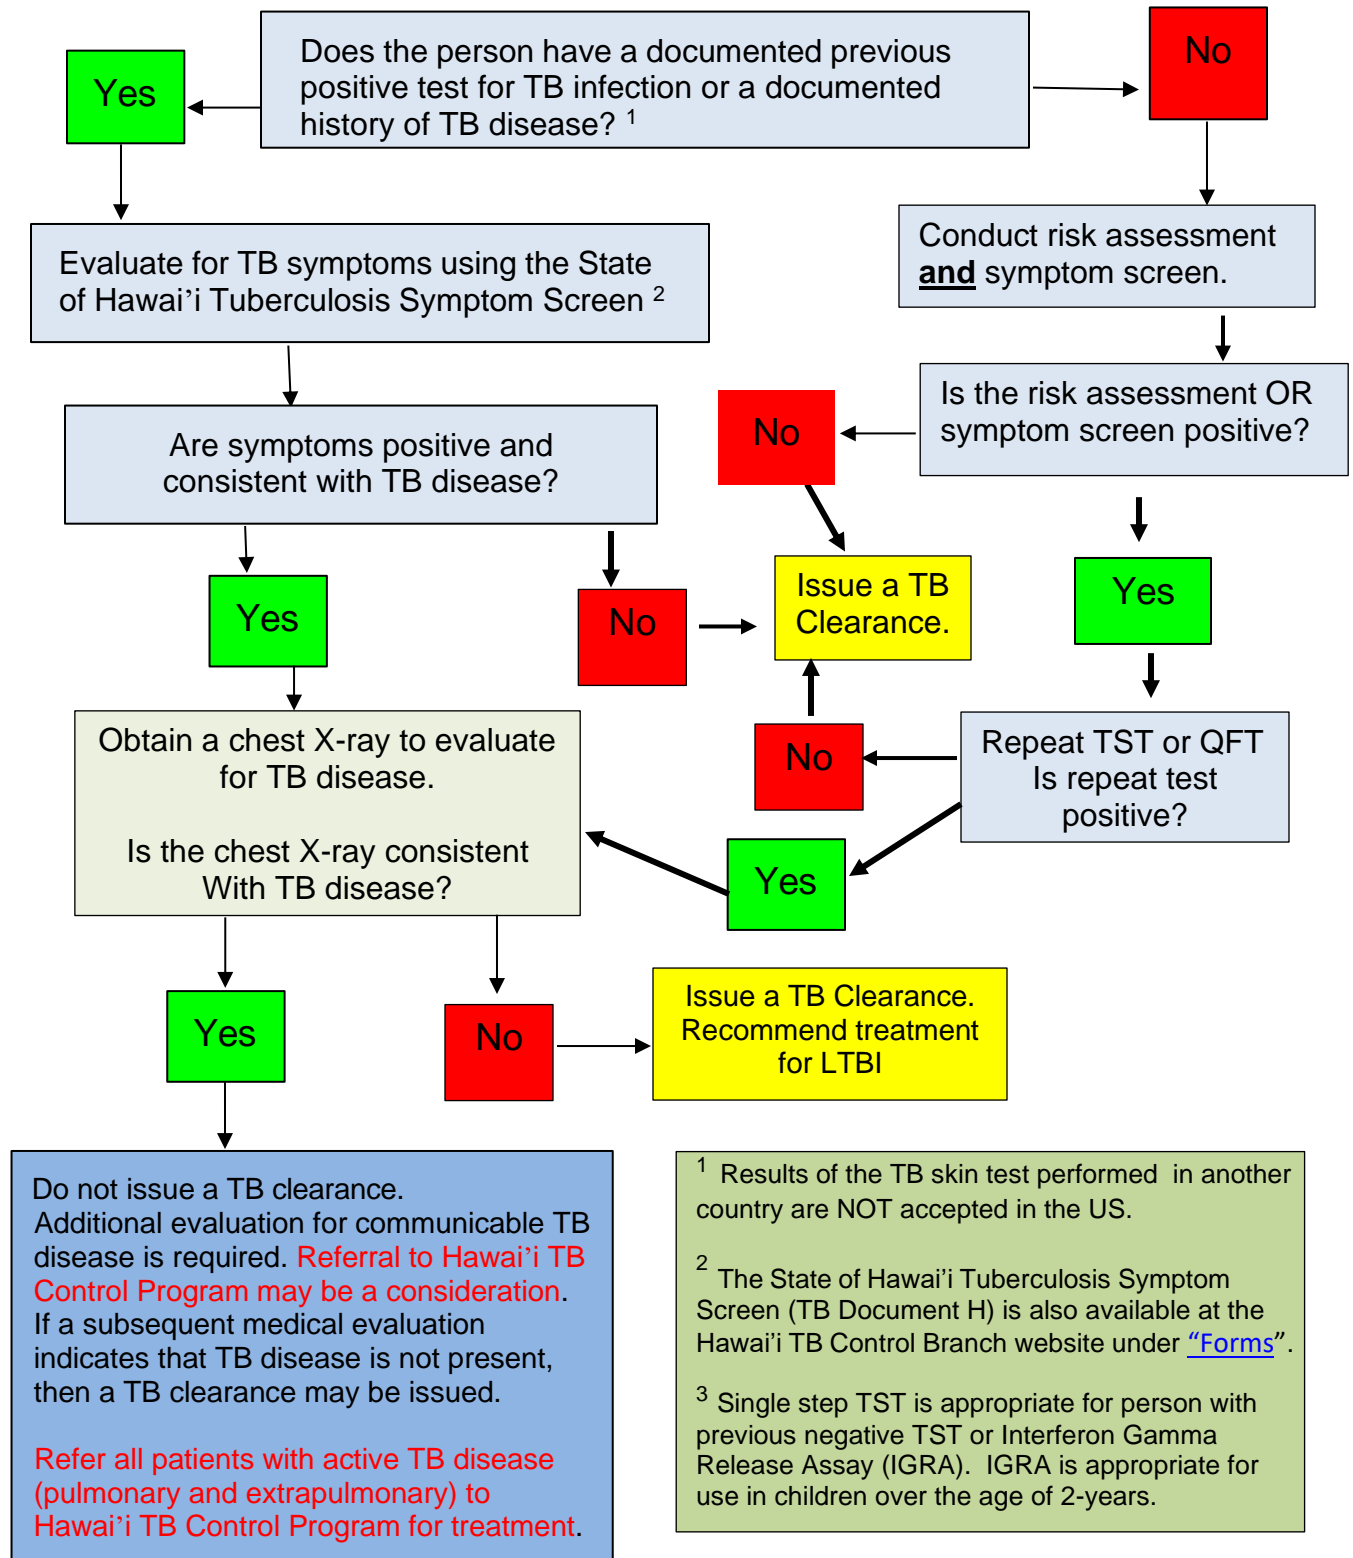 Does the person have a documented previous
positive test for TB infection or a documented
history of TB disease? 1
Yes
No
Evaluate for TB symptoms using the State
of Hawai’i Tuberculosis Symptom Screen 2
Conduct risk assessment
and symptom screen.
Is the risk assessment OR
symptom screen positive?
No
Are symptoms positive and
consistent with TB disease?
Yes
No
Issue a TB
Clearance.
Yes
Obtain a chest X-ray to evaluate
for TB disease.
Is the chest X-ray consistent
With TB disease?
No
Repeat TST or QFT
Is repeat test
positive?
Yes
Yes
No
Issue a TB Clearance.
Recommend treatment
for LTBI
Do not issue a TB clearance.
Additional evaluation for communicable TB
disease is required. Referral to Hawai’i TB
Control Program may be a consideration.
If a subsequent medical evaluation
indicates that TB disease is not present,
then a TB clearance may be issued.
Refer all patients with active TB disease
(pulmonary and extrapulmonary) to
Hawai’i TB Control Program for treatment.
1 Results of the TB skin test performed in another
country are NOT accepted in the US.
2 The State of Hawai’i Tuberculosis Symptom
Screen (TB Document H) is also available at the
Hawai’i TB Control Branch website under “Forms”.
3 Single step TST is appropriate for person with
previous negative TST or Interferon Gamma
Release Assay (IGRA). IGRA is appropriate for
use in children over the age of 2-years.